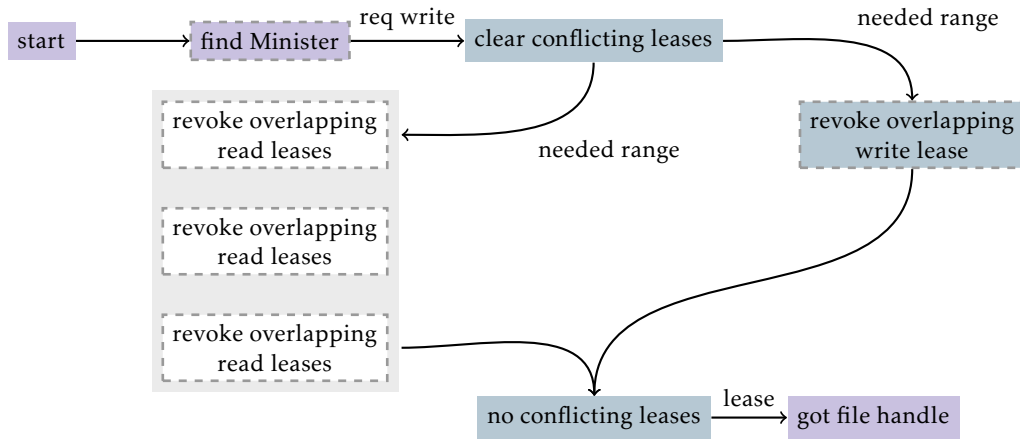 start
find Minister
req write
clear conflicting leases
needed range
revoke overlapping
read leases
needed range
revoke overlapping
write lease
revoke overlapping
read leases
revoke overlapping
read leases
no conflicting leases
lease
got file handle